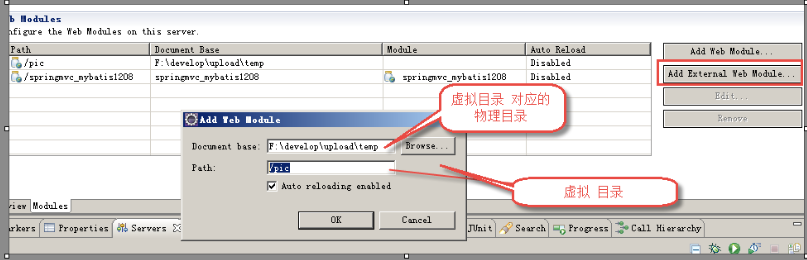 b Modules
nfigure the Web Modules on this server.
Path Document Base Module Auto Reload
/pic F:\develop\upload\temp Disabled
/springmvc_mybatis1208 springmvc_mybatis1208 springmvc_mybatis1208 Disabled
Add Web Module...
Add External Web Module...
Edit...
Remove
虚拟目录 对应的
物理目录
Add Web Module
Document base: F:\develop\upload\temp Browse...
Path: /pic
Auto reloading enabled
虚拟 目录
OK Cancel
view Modules
arkers Properties Servers JUnit Search Progress Call Hierarchy